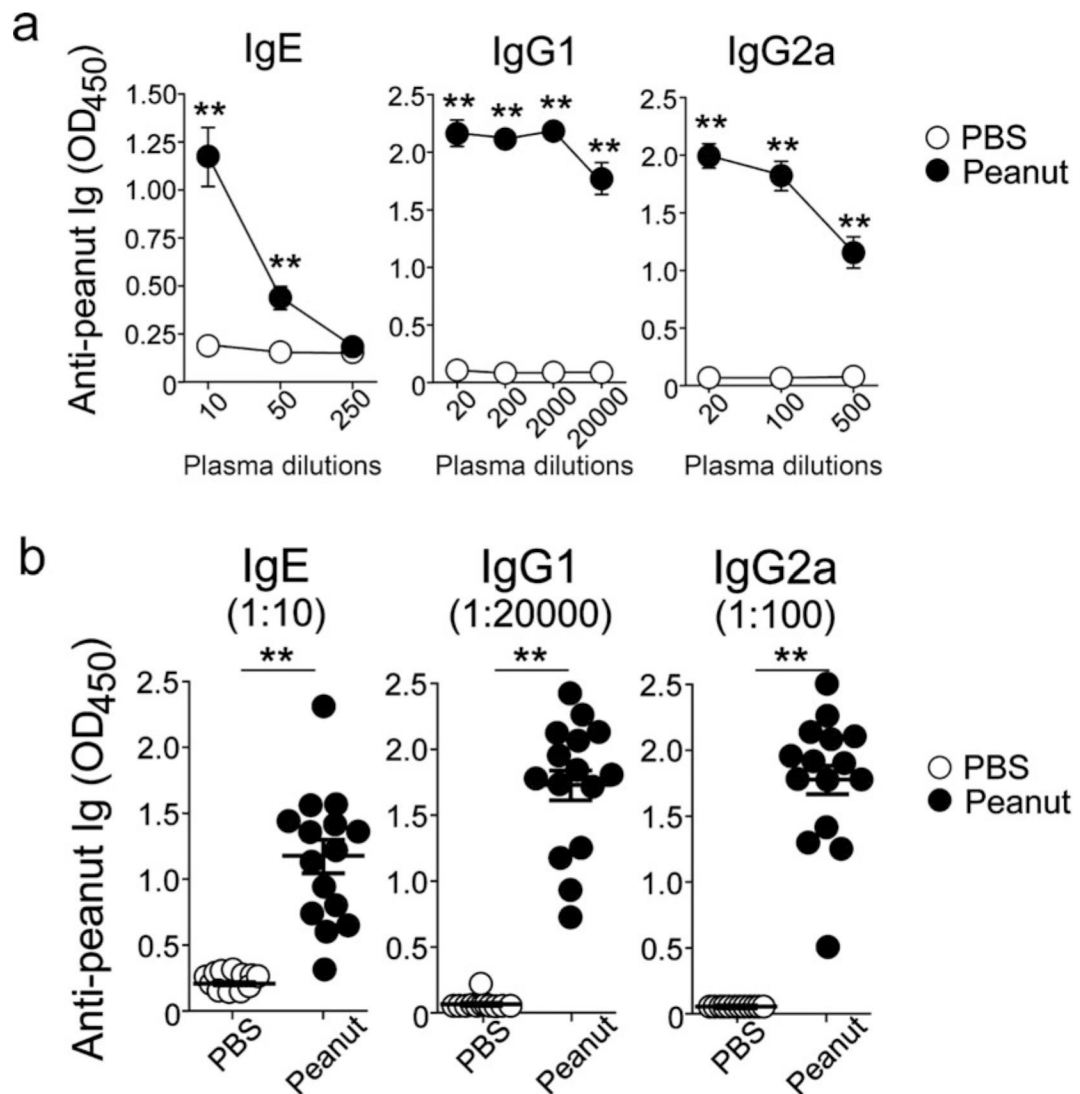 a
IgE
IgG1
IgG2a
Anti-peanut Ig (OD450)
1.50
1.25
1.00
0.75
0.50
0.25
0
**
**
10
50
250
Plasma dilutions
2.5
2.0
1.5
1.0
0.5
0
**
**
**
**
20
200
2000
20000
Plasma dilutions
2.5
2.0
1.5
1.0
0.5
0
**
**
**
20
100
500
Plasma dilutions
PBS
Peanut
b
IgE
(1:10)
IgG1
(1:20000)
IgG2a
(1:100)
Anti-peanut Ig (OD450)
**
2.5
2.0
1.5
1.0
0.5
0
PBS
Peanut
**
2.5
2.0
1.5
1.0
0.5
0
PBS
Peanut
**
2.5
2.0
1.5
1.0
0.5
0
PBS
Peanut
PBS
Peanut